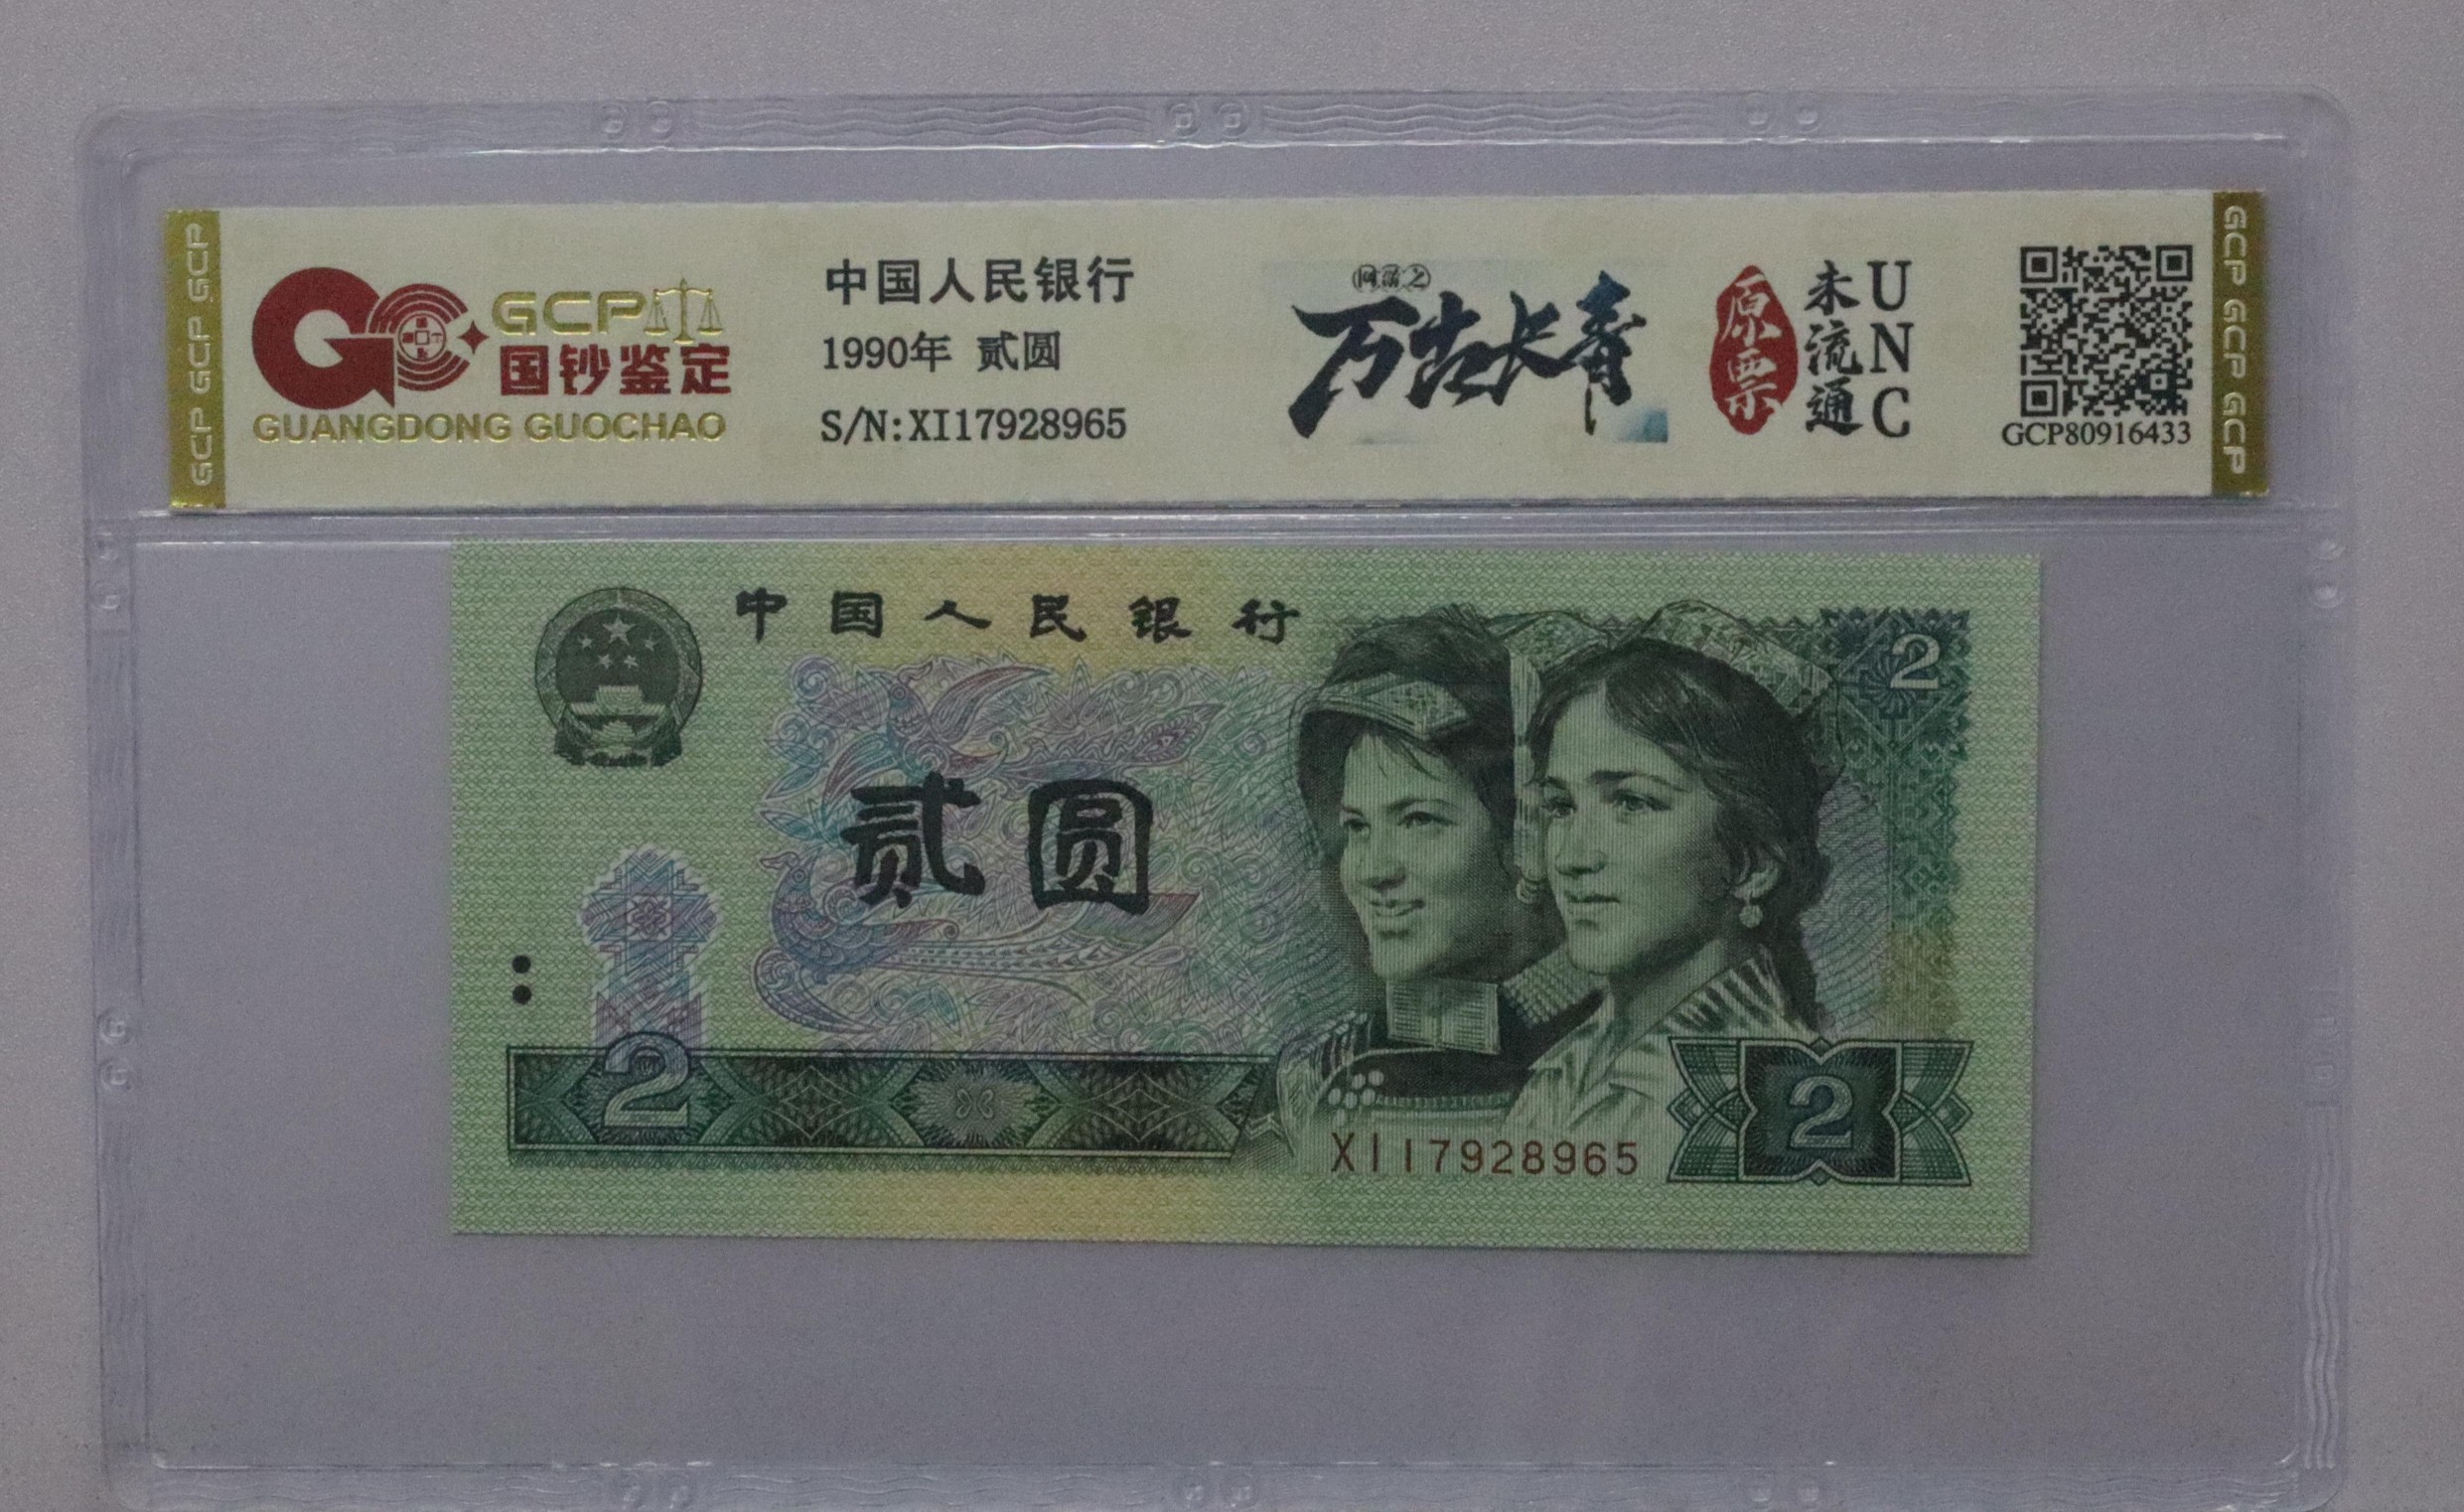 GCP GCP GCP
GCP
国钞鉴定
GUANGDONG GUOCHAO
中国人民银行
1990年 贰圆
S/N:XI17928965
万古长青
原票
未流通
UNC
GCP80916433
GCP GCP GCP
中国人民银行
贰圆
2
2
2
XI17928965